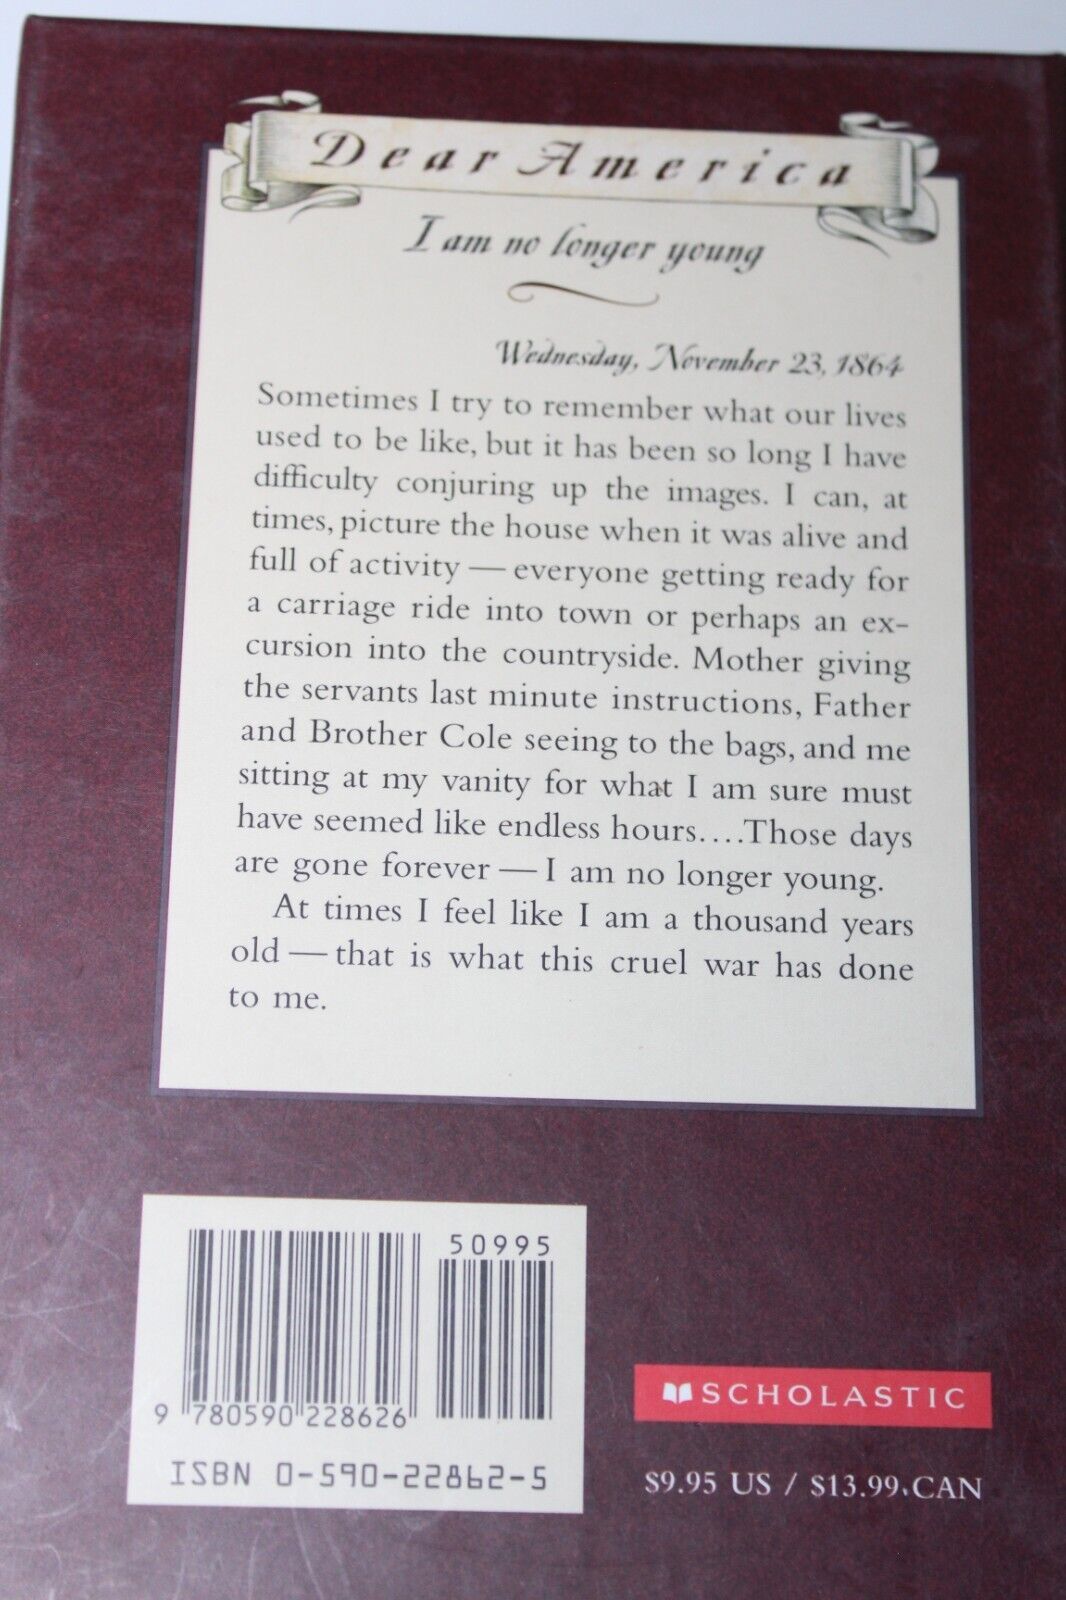 Dear America
I am no longer young
Wednesday, November 23, 1864
Sometimes I try to remember what our lives
used to be like, but it has been so long I have
difficulty conjuring up the images. I can, at
times, picture the house when it was alive and
full of activity — everyone getting ready for
a carriage ride into town or perhaps an ex-
cursion into the countryside. Mother giving
the servants last minute instructions, Father
and Brother Cole seeing to the bags, and me
sitting at my vanity for what I am sure must
have seemed like endless hours.... Those days
are gone forever — I am no longer young.
At times I feel like I am a thousand years
old — that is what this cruel war has done
to me.
50995
9 780590 228626
ISBN 0-590-22862-5
SCHOLASTIC
$9.95 US / $13.99 CAN